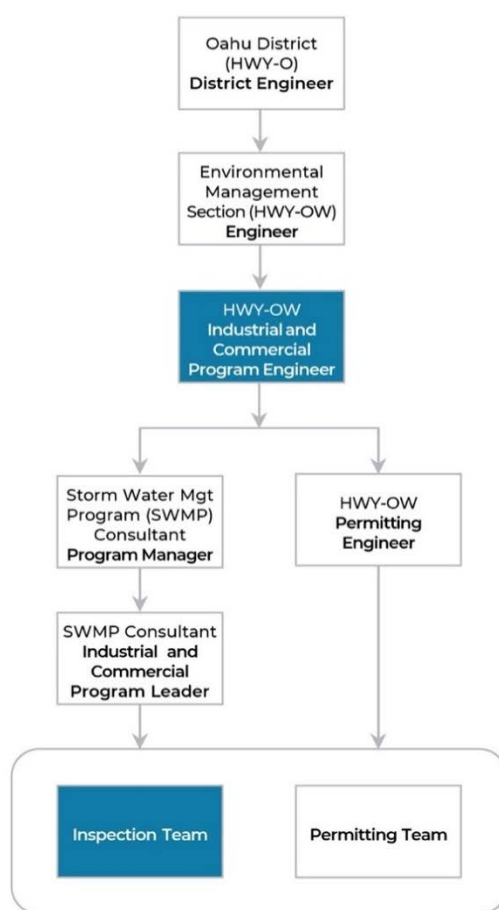 Oahu District
(HWY-O)
District Engineer
Environmental
Management
Section (HWY-OW)
Engineer
HWY-OW
Industrial and
Commercial
Program Engineer
Storm Water Mgt
Program (SWMP)
Consultant
Program Manager
HWY-OW
Permitting
Engineer
SWMP Consultant
Industrial and
Commercial
Program Leader
Inspection Team
Permitting Team